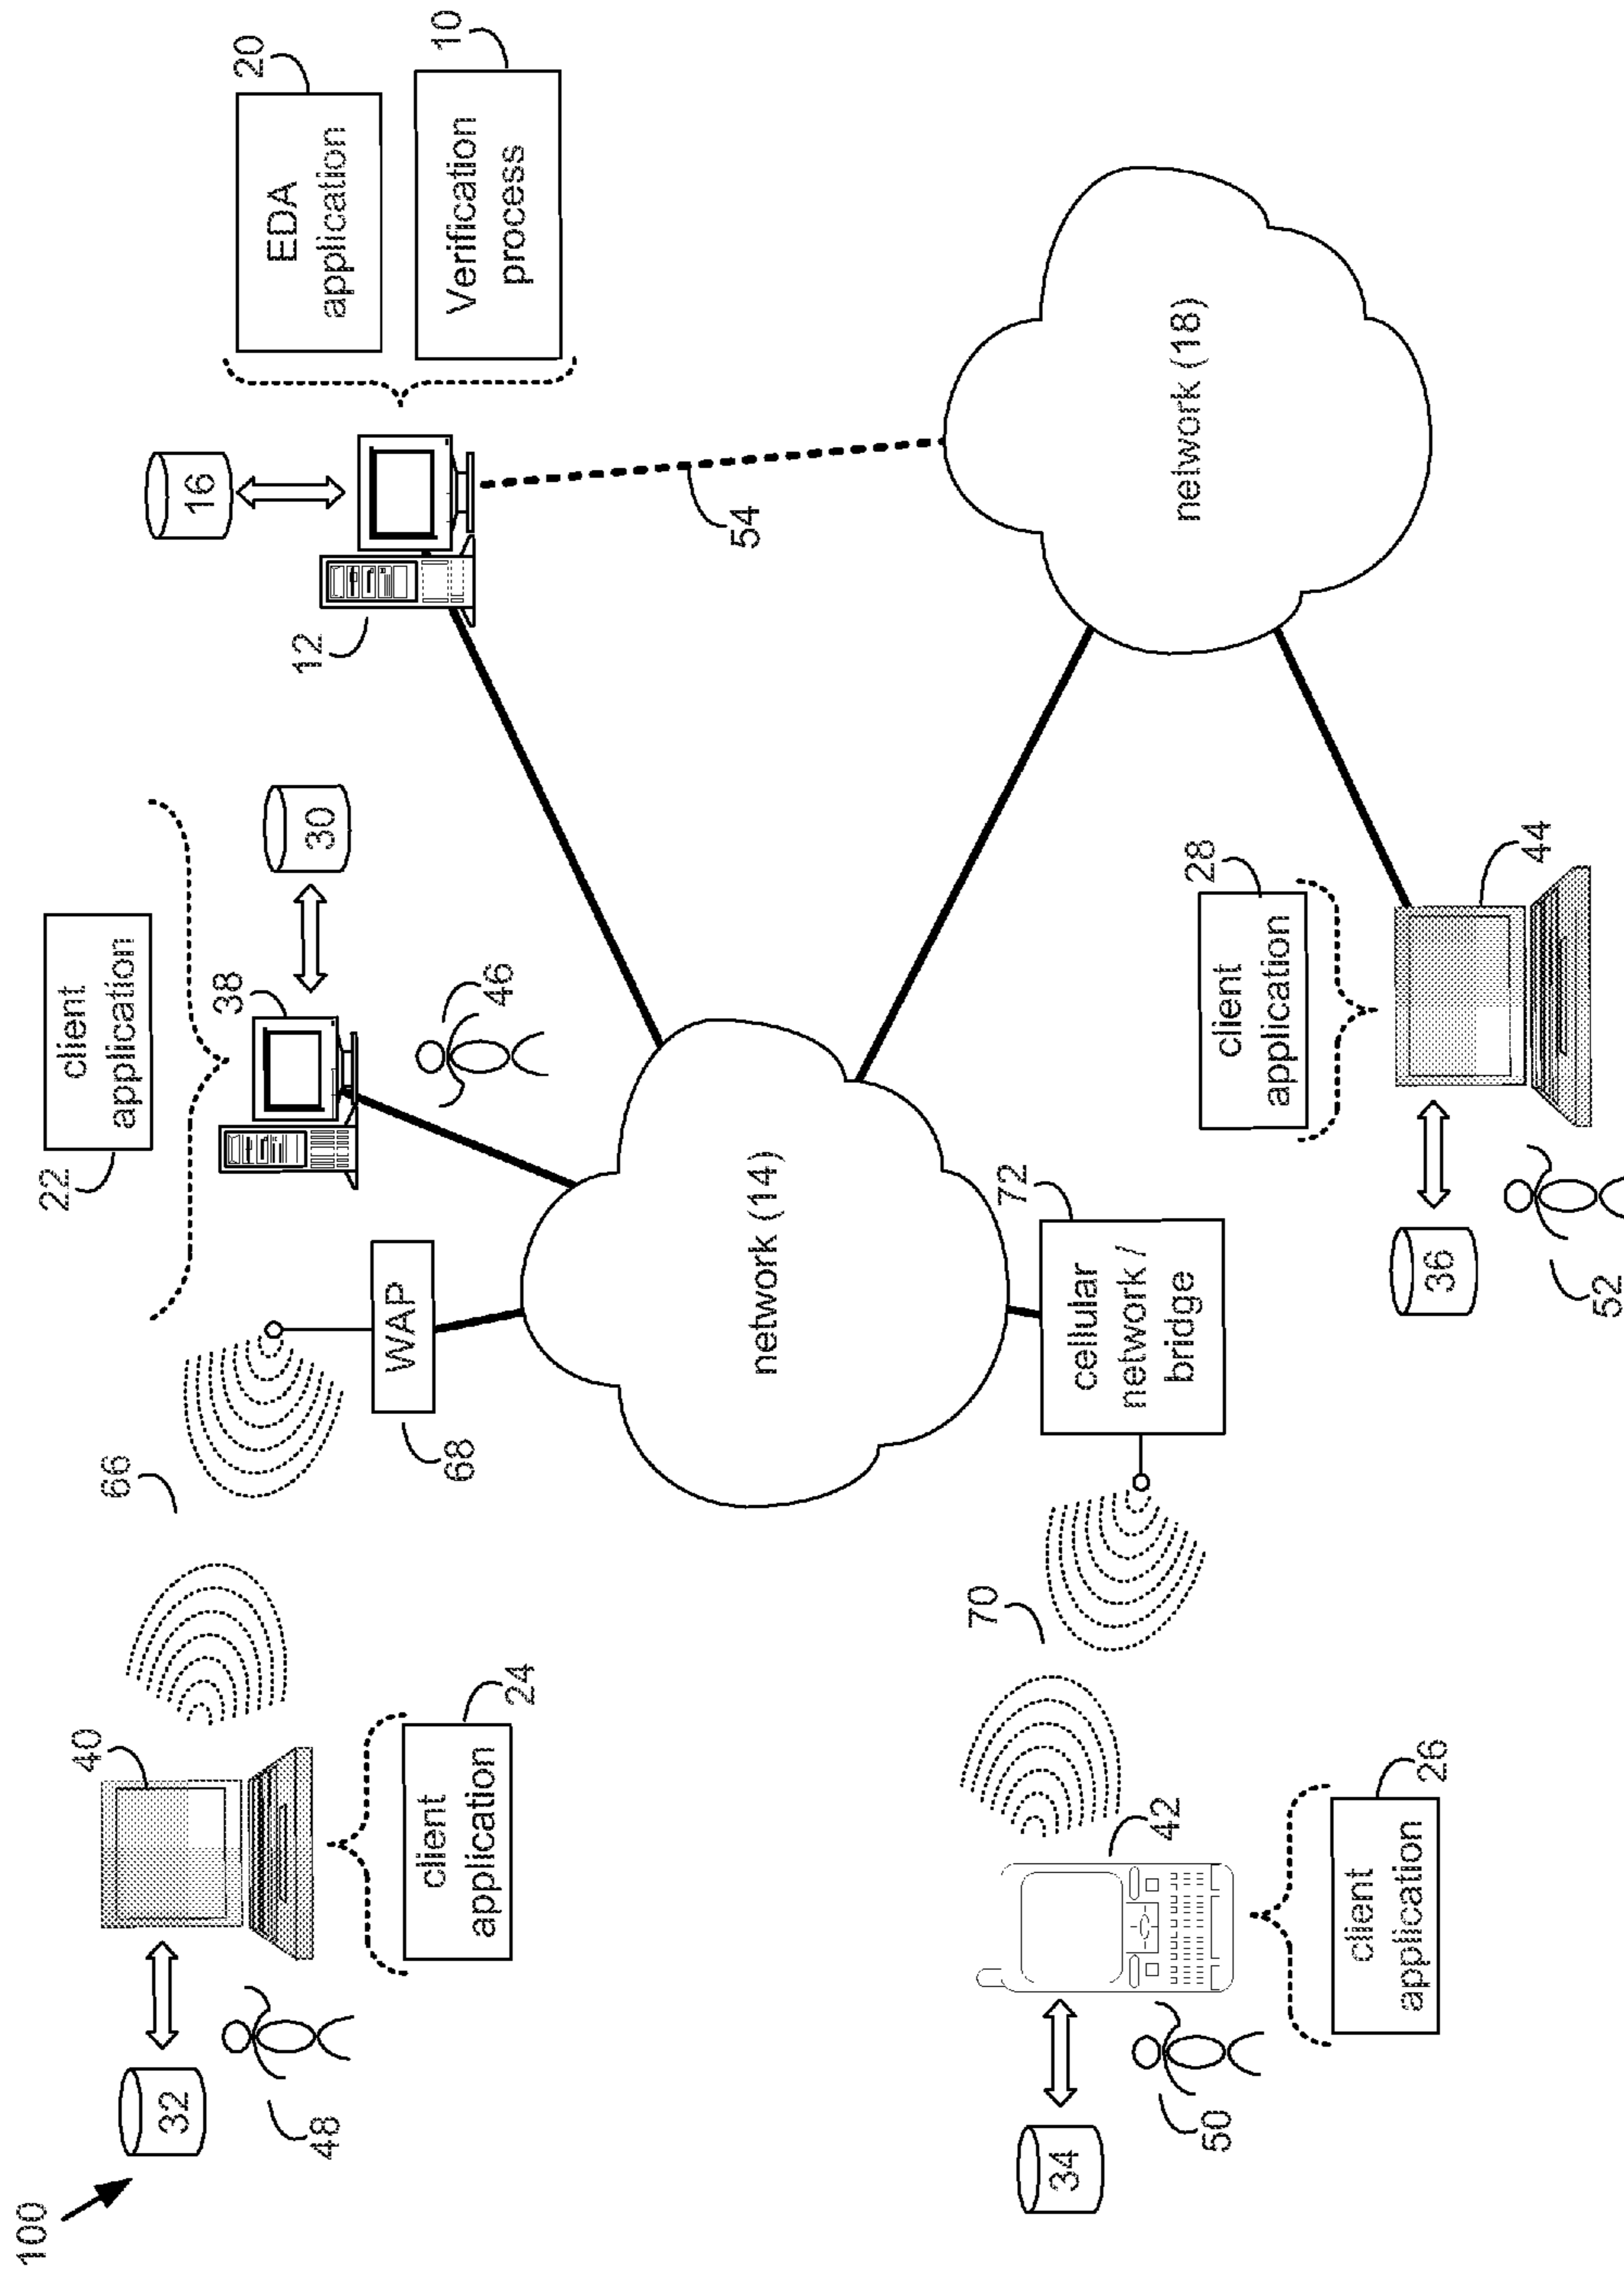 100
32
48
40
client
application
24
66
WAP
68
22
client
application
38
30
46
12
16
EDA
application
20
Verification
process
10
54
network (14)
network (18)
34
50
42
client
application
26
70
cellular
network /
bridge
72
client
application
28
44
36
52